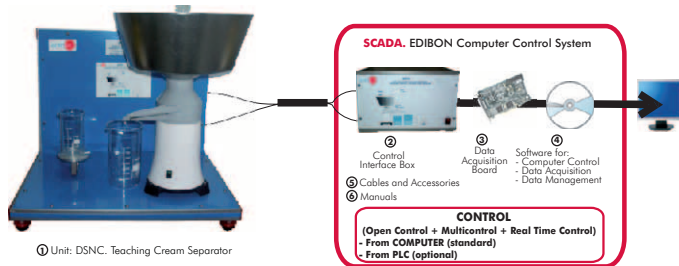 SCADA. EDIBON Computer Control System
2
Control
Interface Box
3
Data
Acquisition
Board
4
Software for:
- Computer Control
- Data Acquisition
- Data Management
5 Cables and Accessories
6 Manuals
CONTROL
(Open Control + Multicontrol + Real Time Control)
- From COMPUTER (standard)
- From PLC (optional)
1 Unit: DSNC. Teaching Cream Separator